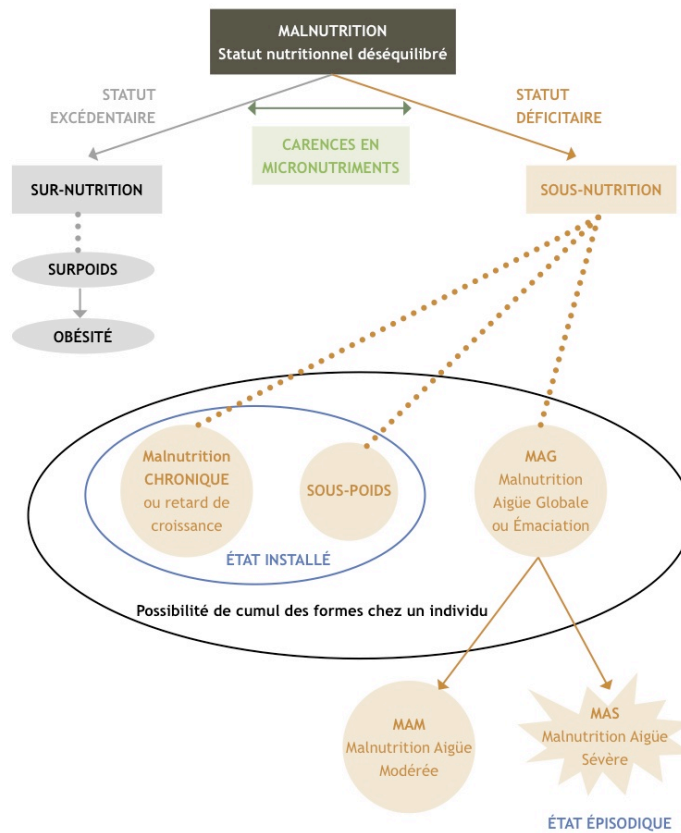 MALNUTRITION
Statut nutritionnel déséquilibré
STATUT
EXCÉDENTAIRE
STATUT
DÉFICITAIRE
CARENCES EN
MICRONUTRIMENTS
SUR-NUTRITION
SOUS-NUTRITION
SURPOIDS
OBÉSITÉ
Malnutrition
CHRONIQUE
ou retard de
croissance
SOUS-POIDS
MAG
Malnutrition
Aigüe Globale
ou Émaciation
ÉTAT INSTALLÉ
Possibilité de cumul des formes chez un individu
MAM
Malnutrition Aigüe
Modérée
MAS
Malnutrition Aigüe
Sévère
ÉTAT ÉPISODIQUE